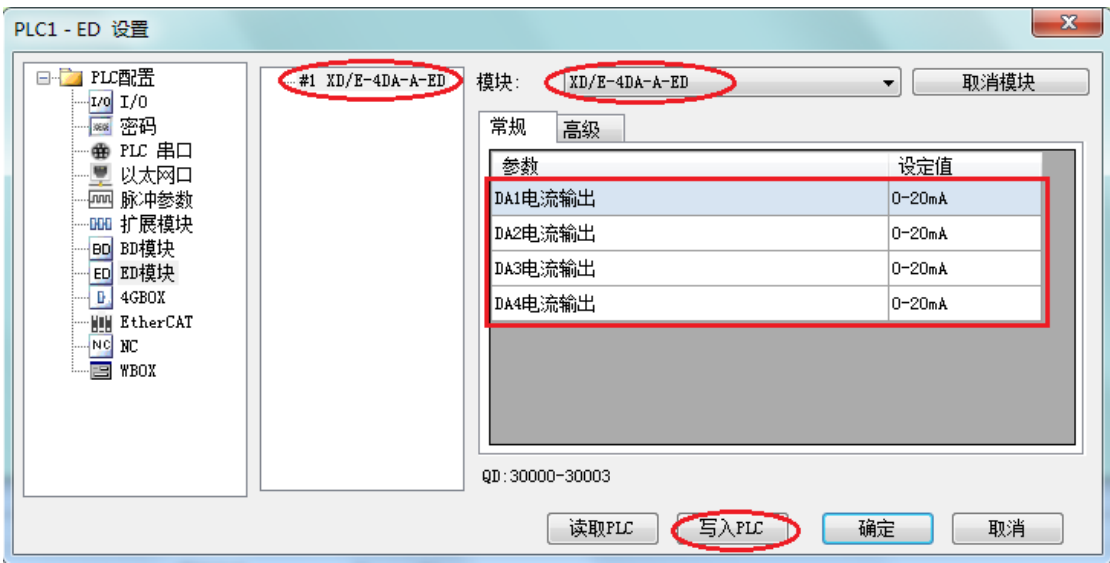 PLC1 - ED 设置
PLC配置
I/O I/O
密码
PLC 串口
以太网口
脉冲参数
扩展模块
BD BD模块
ED ED模块
4GBOX
EtherCAT
NC NC
WBOX
#1 XD/E-4DA-A-ED
模块: XD/E-4DA-A-ED 取消模块
常规 高级
参数 设定值
DA1电流输出 0-20mA
DA2电流输出 0-20mA
DA3电流输出 0-20mA
DA4电流输出 0-20mA
QD:30000-30003
读取PLC 写入PLC 确定 取消